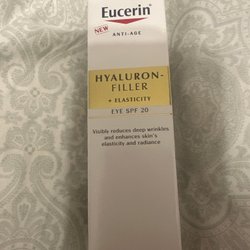 Eucerin®
NEW
ANTI-AGE
HYALURON-
FILLER
+ ELASTICITY
EYE SPF 20
Visibly reduces deep wrinkles
and enhances skin's
elasticity and radiance